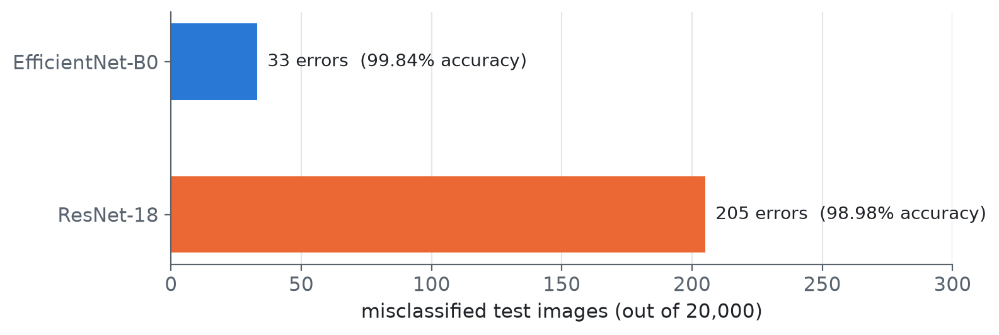 EfficientNet-B0
33 errors (99.84% accuracy)
ResNet-18
205 errors (98.98% accuracy)
0 50 100 150 200 250 300
misclassified test images (out of 20,000)